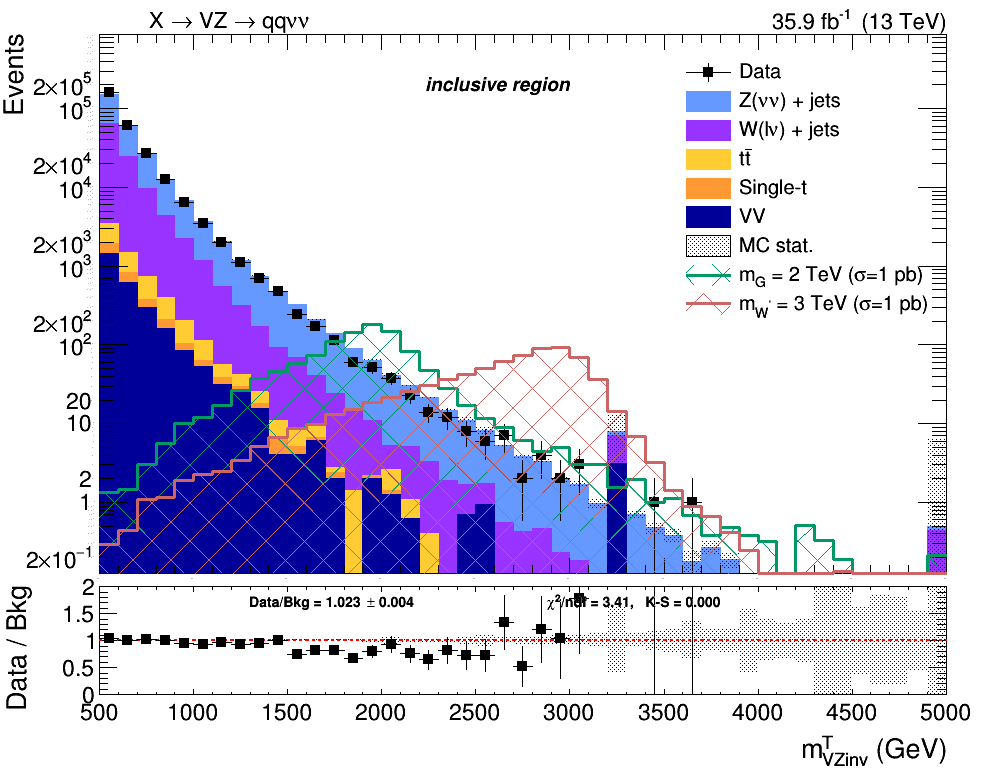 X → VZ → qqνν
35.9 fb⁻¹ (13 TeV)
Events
inclusive region
Data
Z(νν) + jets
W(lν) + jets
tt̄
Single-t
VV
MC stat.
m_G = 2 TeV (σ=1 pb)
m_W' = 3 TeV (σ=1 pb)
2×10⁵
10⁵
2×10⁴
10⁴
2×10³
10³
2×10²
10²
20
10
2
1
2×10⁻¹
Data / Bkg
2
1.5
1
0.5
0
Data/Bkg = 1.023 ± 0.004
χ²/ndf = 3.41, K-S = 0.000
500 1000 1500 2000 2500 3000 3500 4000 4500 5000
m^T_VZinv (GeV)